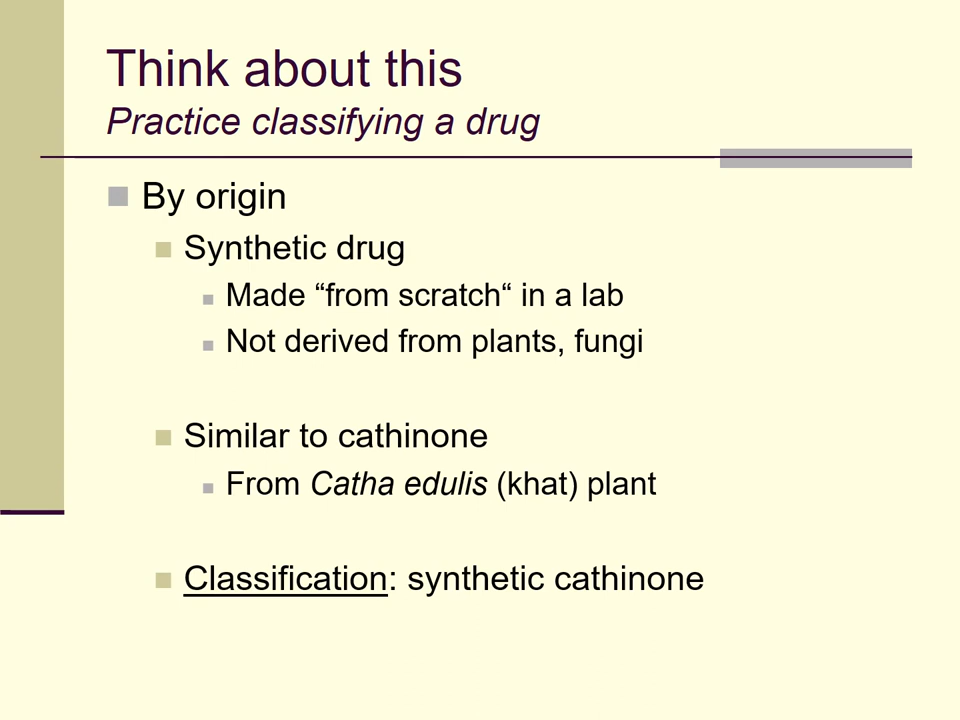 Think about this
Practice classifying a drug
By origin
Synthetic drug
Made “from scratch“ in a lab
Not derived from plants, fungi
Similar to cathinone
From Catha edulis (khat) plant
Classification: synthetic cathinone